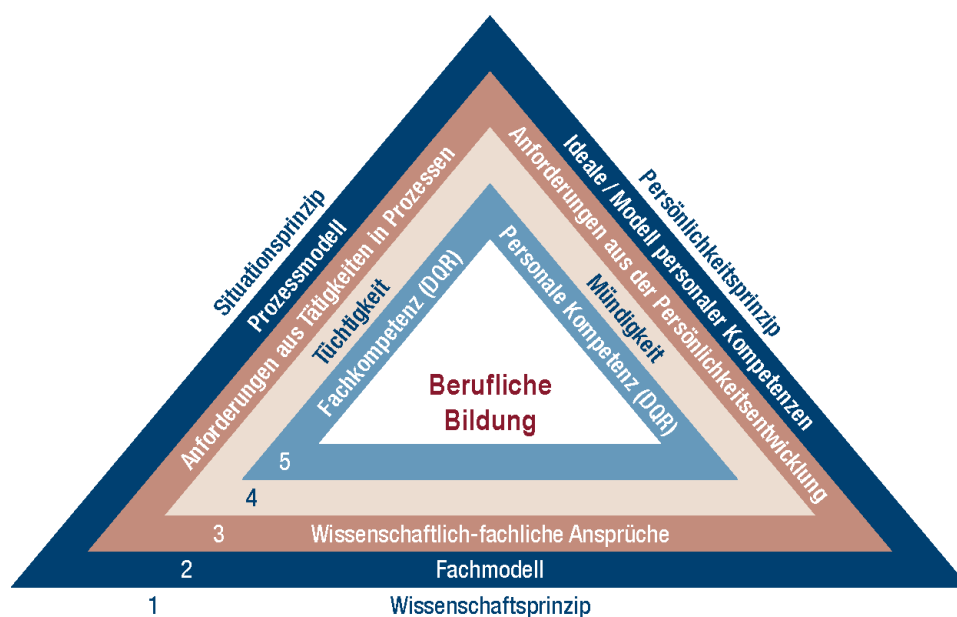 Situationsprinzip
Prozessmodell
Anforderungen aus Tätigkeiten in Prozessen
Tüchtigkeit
Fachkompetenz (DQR)
Persönlichkeitsprinzip
Ideale / Modell personaler Kompetenzen
Anforderungen aus der Persönlichkeitsentwicklung
Mündigkeit
Personale Kompetenz (DQR)
Berufliche
Bildung
5
4
3 Wissenschaftlich-fachliche Ansprüche
2 Fachmodell
1 Wissenschaftsprinzip